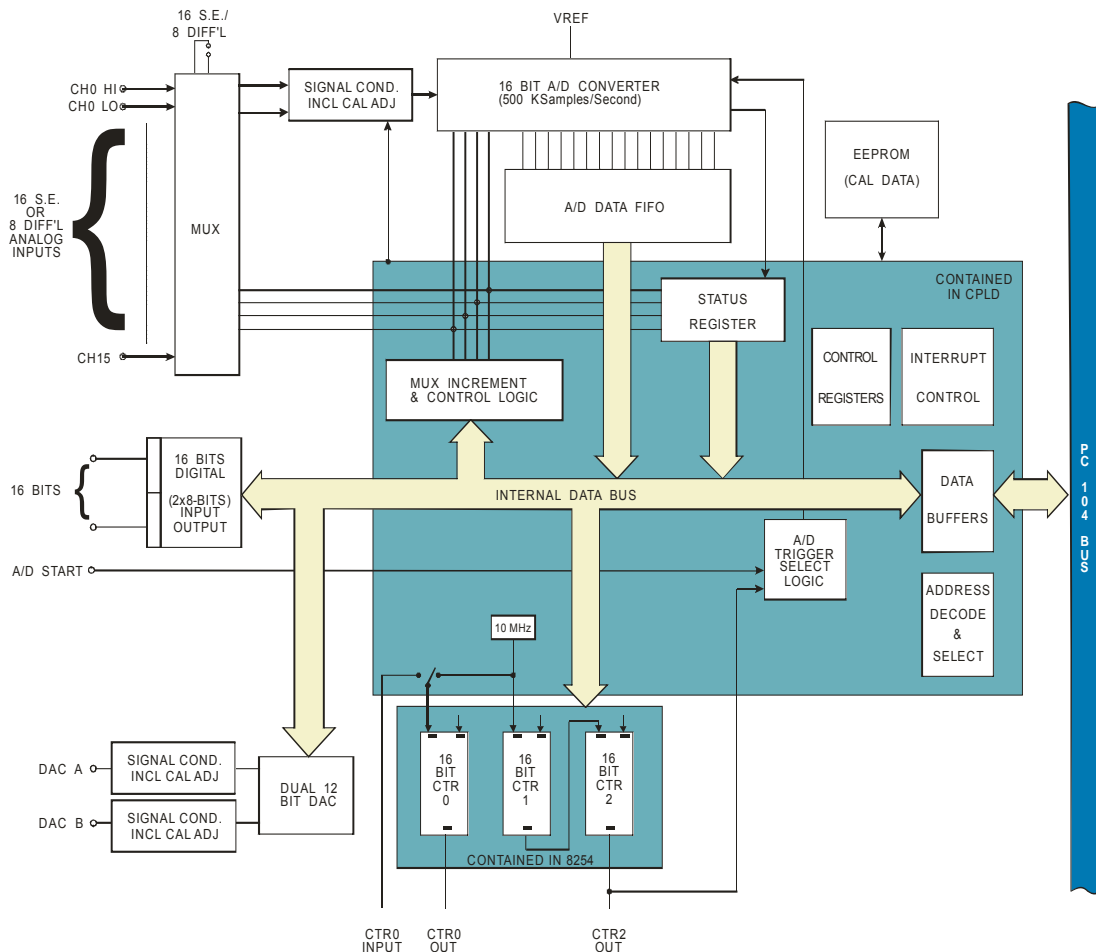 16 S.E./
8 DIFF'L
VREF
CH0 HI
CH0 LO
SIGNAL COND.
INCL CAL ADJ
16 BIT A/D CONVERTER
(500 KSamples/Second)
EEPROM
(CAL DATA)
16 S.E.
OR
8 DIFF'L
ANALOG
INPUTS
MUX
A/D DATA FIFO
CONTAINED
IN CPLD
STATUS
REGISTER
CH15
MUX INCREMENT
& CONTROL LOGIC
CONTROL
REGISTERS
INTERRUPT
CONTROL
16 BITS
16 BITS
DIGITAL
(2x8-BITS)
INPUT
OUTPUT
INTERNAL DATA BUS
DATA
BUFFERS
PC 104 BUS
A/D START
A/D
TRIGGER
SELECT
LOGIC
ADDRESS
DECODE
&
SELECT
10 MHz
DAC A
SIGNAL COND.
INCL CAL ADJ
DUAL 12
BIT DAC
DAC B
SIGNAL COND.
INCL CAL ADJ
16
BIT
CTR
0
16
BIT
CTR
1
16
BIT
CTR
2
CONTAINED IN 8254
CTR0
INPUT
CTR0
OUT
CTR2
OUT